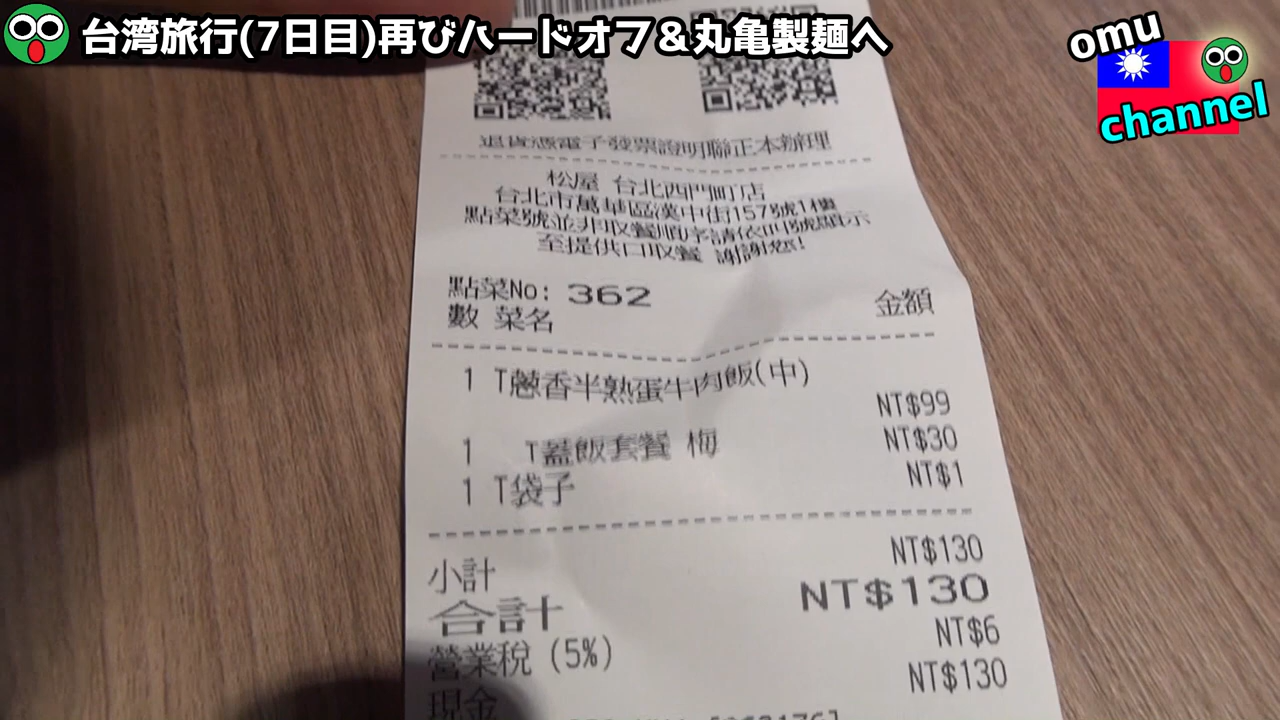 台湾旅行(7日目)再びハードオフ&丸亀製麺へ
omu
channel
退貨憑電子發票證明聯正本辦理
松屋 台北西門町店
台北市萬華區漢中街157號1樓
點菜號並非取餐順序請依叫號顯示
至提供口取餐 謝謝您!
點菜No: 362
數 菜名 金額
1 T蔥香半熟蛋牛肉飯(中)
NT$99
1 T蓋飯套餐 梅 NT$30
1 T袋子 NT$1
小計 NT$130
合計 NT$130
營業稅 (5%) NT$6
現金 NT$130